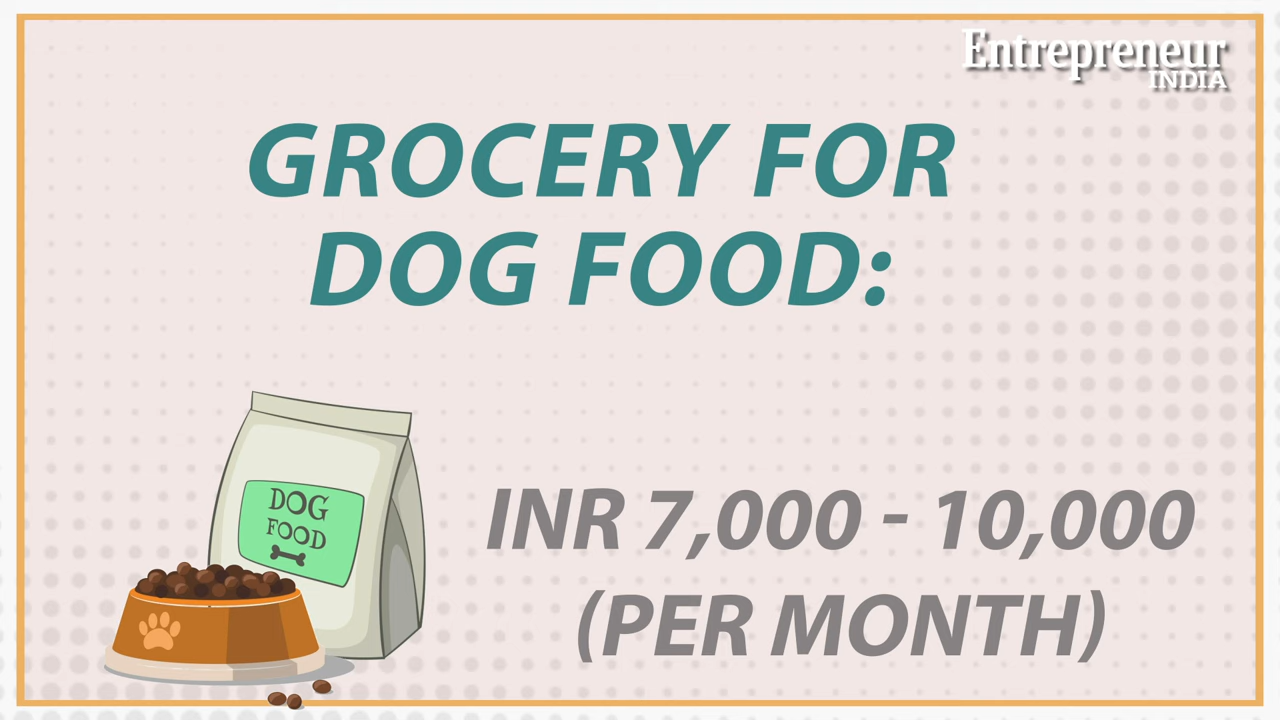 Entrepreneur
INDIA
GROCERY FOR
DOG FOOD:
DOG
FOOD
INR 7,000 - 10,000
(PER MONTH)